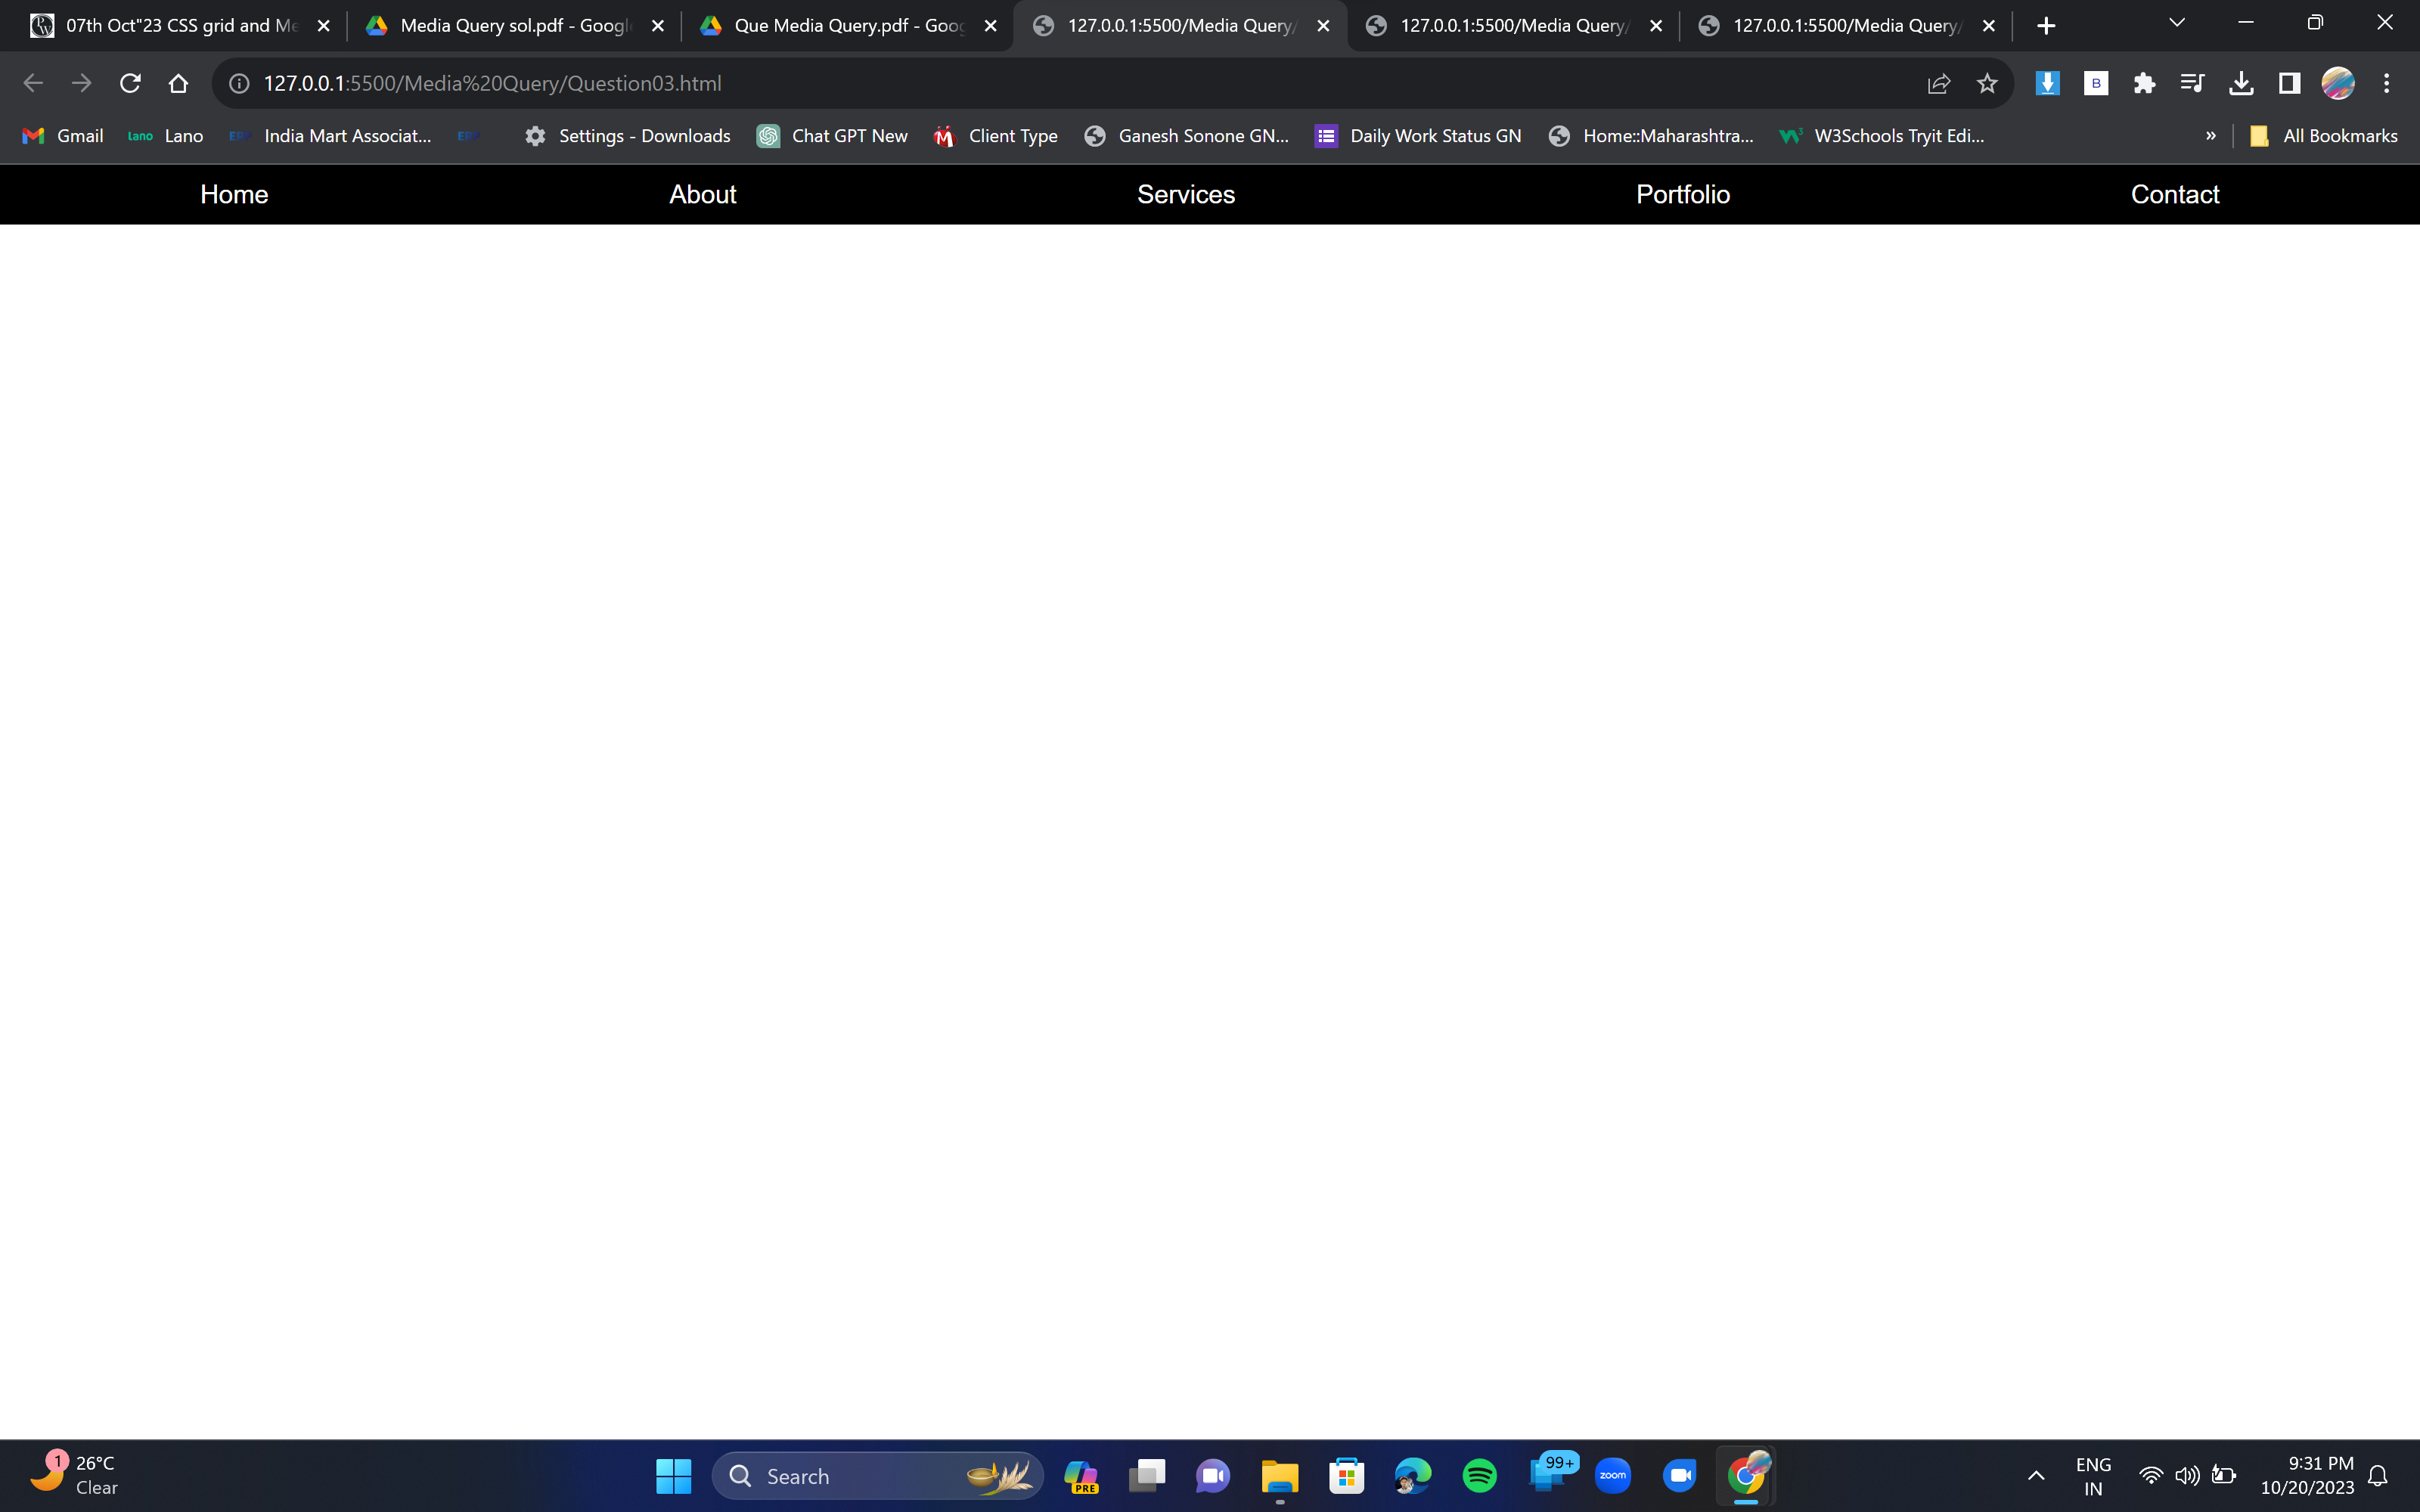 07th Oct"23 CSS grid and Me
Media Query sol.pdf - Googl
Que Media Query.pdf - Goog
127.0.0.1:5500/Media Query/
127.0.0.1:5500/Media Query/
127.0.0.1:5500/Media Query/
127.0.0.1:5500/Media%20Query/Question03.html
B
Gmail
lano Lano
India Mart Associat...
Settings - Downloads
Chat GPT New
Client Type
Ganesh Sonone GN...
Daily Work Status GN
Home::Maharashtra...
W3Schools Tryit Edi...
»
All Bookmarks
Home About Services Portfolio Contact
1
26°C
Clear
Search
PRE
99+
zoom
ENG
IN
9:31 PM
10/20/2023